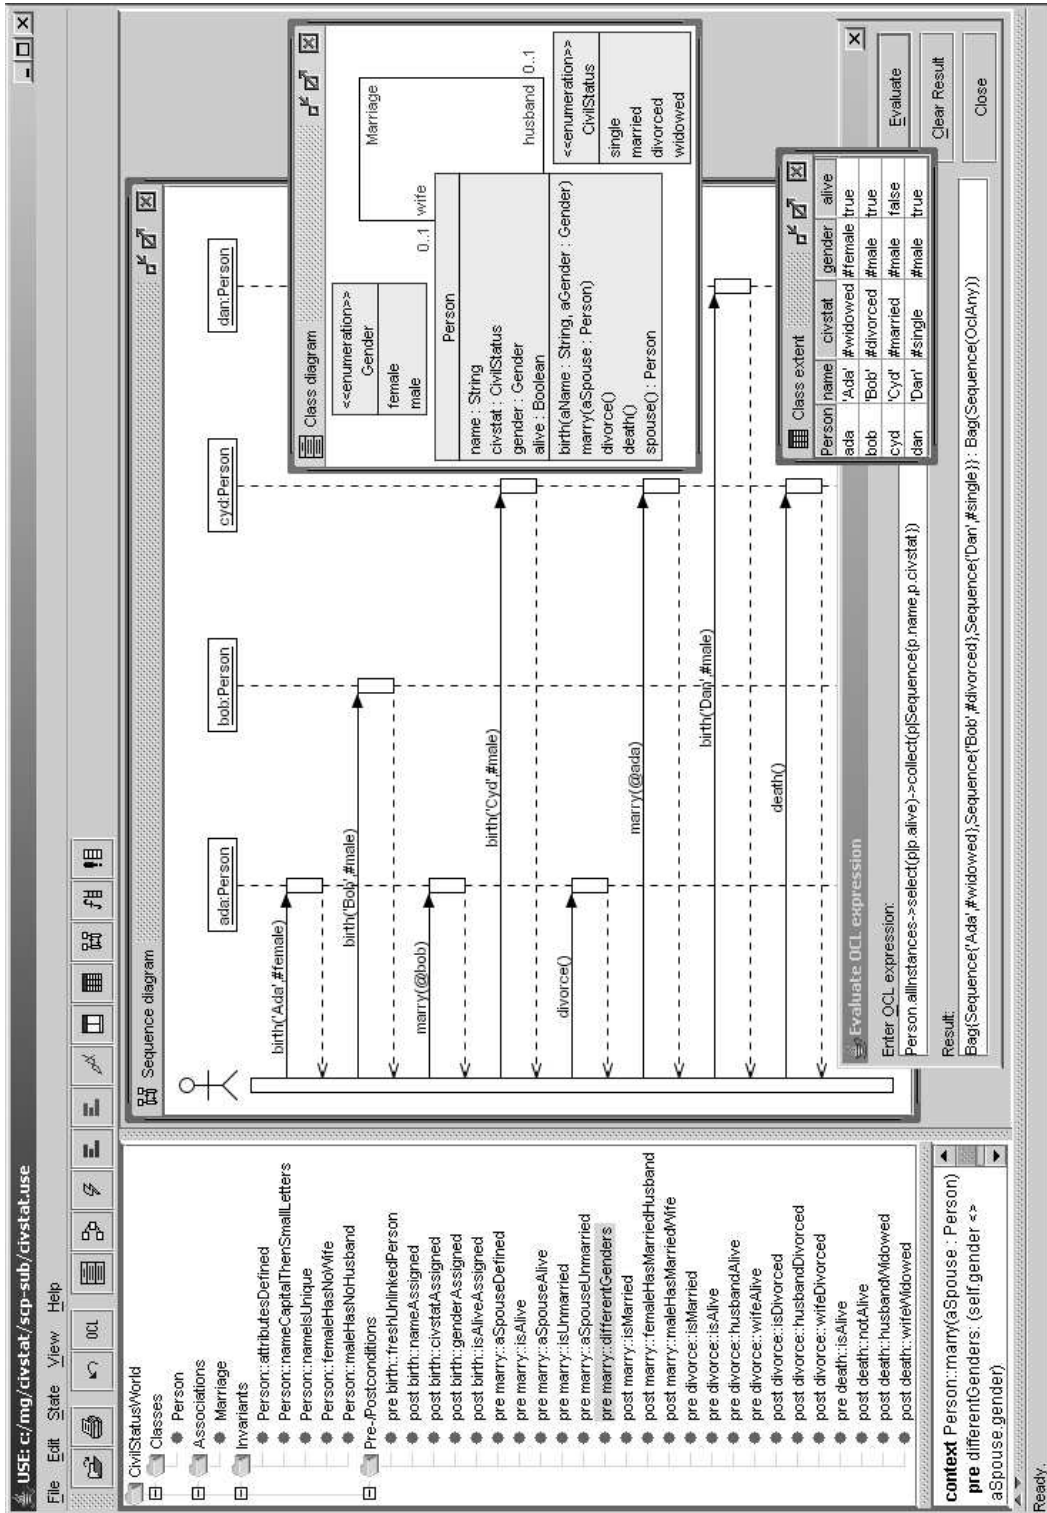 USE: c:/mg/civstat/scp-sub/civstat.use
File Edit State View Help
OCL
CivilStatusWorld
Classes
Person
Associations
Marriage
Invariants
Person::attributesDefined
Person::nameCapitalThenSmallLetters
Person::nameIsUnique
Person::femaleHasNoWife
Person::maleHasNoHusband
Pre-/Postconditions
pre birth::freshUnlinkedPerson
post birth::nameAssigned
post birth::civstatAssigned
post birth::genderAssigned
post birth::isAliveAssigned
pre marry::aSpouseDefined
pre marry::isAlive
pre marry::aSpouseAlive
pre marry::isUnmarried
pre marry::aSpouseUnmarried
pre marry::differentGenders
post marry::isMarried
post marry::femaleHasMarriedHusband
post marry::maleHasMarriedWife
pre divorce::isMarried
pre divorce::isAlive
pre divorce::husbandAlive
pre divorce::wifeAlive
post divorce::isDivorced
post divorce::husbandDivorced
post divorce::wifeDivorced
pre death::isAlive
post death::notAlive
post death::husbandWidowed
post death::wifeWidowed
context Person::marry(aSpouse : Person)
pre differentGenders: (self.gender <>
aSpouse.gender)
Ready.
Sequence diagram
ada:Person
bob:Person
cyd:Person
dan:Person
birth('Ada',#female)
birth('Bob',#male)
marry(@bob)
birth('Cyd',#male)
divorce()
marry(@ada)
birth('Dan',#male)
death()
Class diagram
<<enumeration>>
Gender
female
male
Marriage
0..1 wife
husband 0..1
Person
name : String
civstat : CivilStatus
gender : Gender
alive : Boolean
birth(aName : String, aGender : Gender)
marry(aSpouse : Person)
divorce()
death()
spouse() : Person
<<enumeration>>
CivilStatus
single
married
divorced
widowed
Class extent
Person name civstat gender alive
ada 'Ada' #widowed #female true
bob 'Bob' #divorced #male true
cyd 'Cyd' #married #male false
dan 'Dan' #single #male true
Evaluate OCL expression
Enter OCL expression:
Person.allInstances->select(p|p.alive)->collect(p|Sequence{p.name,p.civstat})
Result:
Bag{Sequence{'Ada',#widowed},Sequence{'Bob',#divorced},Sequence{'Dan',#single}} : Bag(Sequence(OclAny))
Evaluate
Clear Result
Close